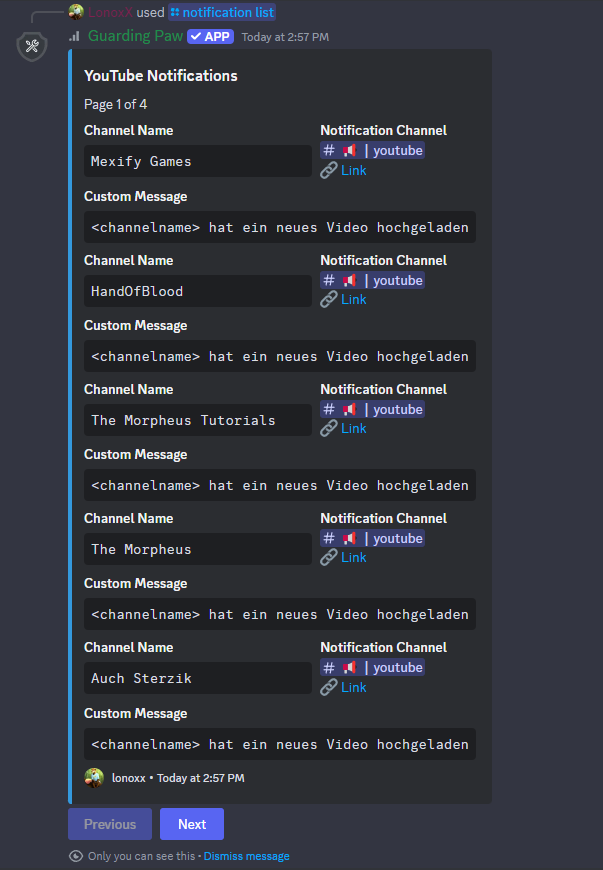 LonoxX used notification list
Guarding Paw APP Today at 2:57 PM
YouTube Notifications
Page 1 of 4
Channel Name Notification Channel
Mexify Games # | youtube
Link
Custom Message
<channelname> hat ein neues Video hochgeladen
Channel Name Notification Channel
HandOfBlood # | youtube
Link
Custom Message
<channelname> hat ein neues Video hochgeladen
Channel Name Notification Channel
The Morpheus Tutorials # | youtube
Link
Custom Message
<channelname> hat ein neues Video hochgeladen
Channel Name Notification Channel
The Morpheus # | youtube
Link
Custom Message
<channelname> hat ein neues Video hochgeladen
Channel Name Notification Channel
Auch Sterzik # | youtube
Link
Custom Message
<channelname> hat ein neues Video hochgeladen
lonoxx • Today at 2:57 PM
Previous Next
Only you can see this • Dismiss message